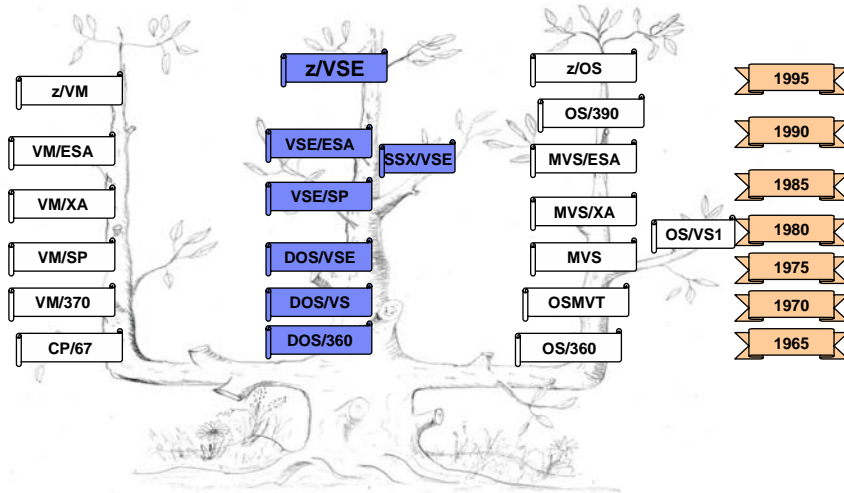 z/VM
VM/ESA
VM/XA
VM/SP
VM/370
CP/67
z/VSE
VSE/ESA
SSX/VSE
VSE/SP
DOS/VSE
DOS/VS
DOS/360
z/OS
OS/390
MVS/ESA
MVS/XA
OS/VS1
MVS
OSMVT
OS/360
1995
1990
1985
1980
1975
1970
1965